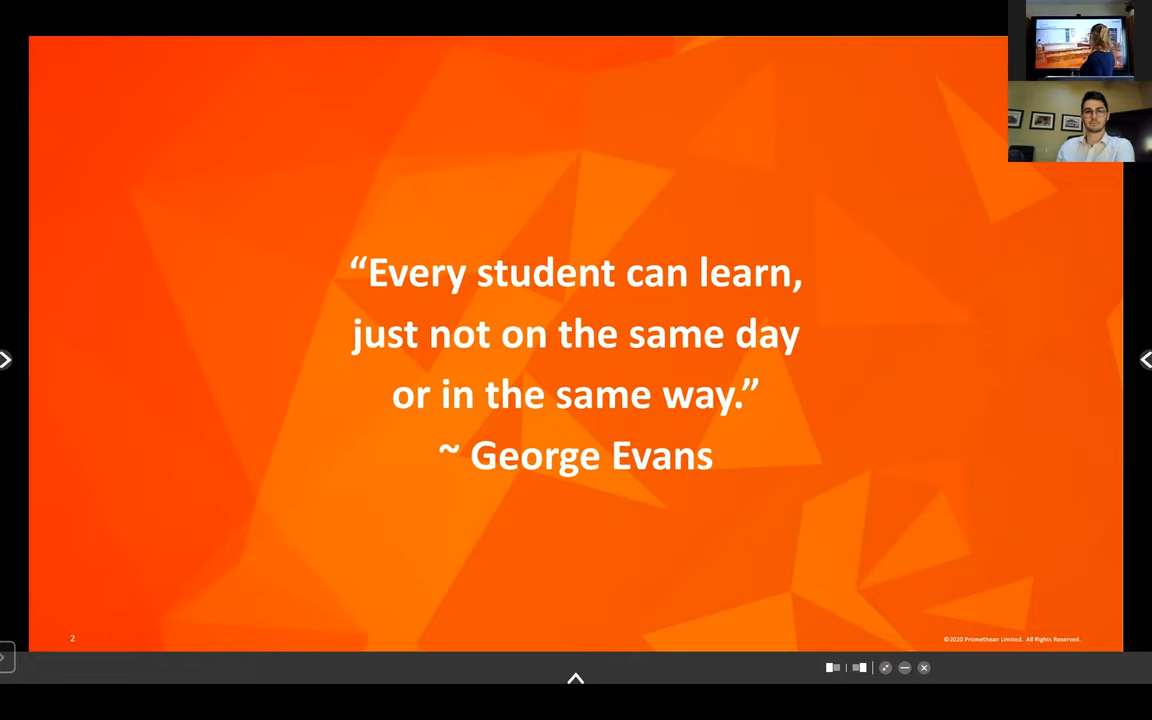 “Every student can learn,
just not on the same day
or in the same way.”
~ George Evans
2
©2020 Promethean Limited. All Rights Reserved.